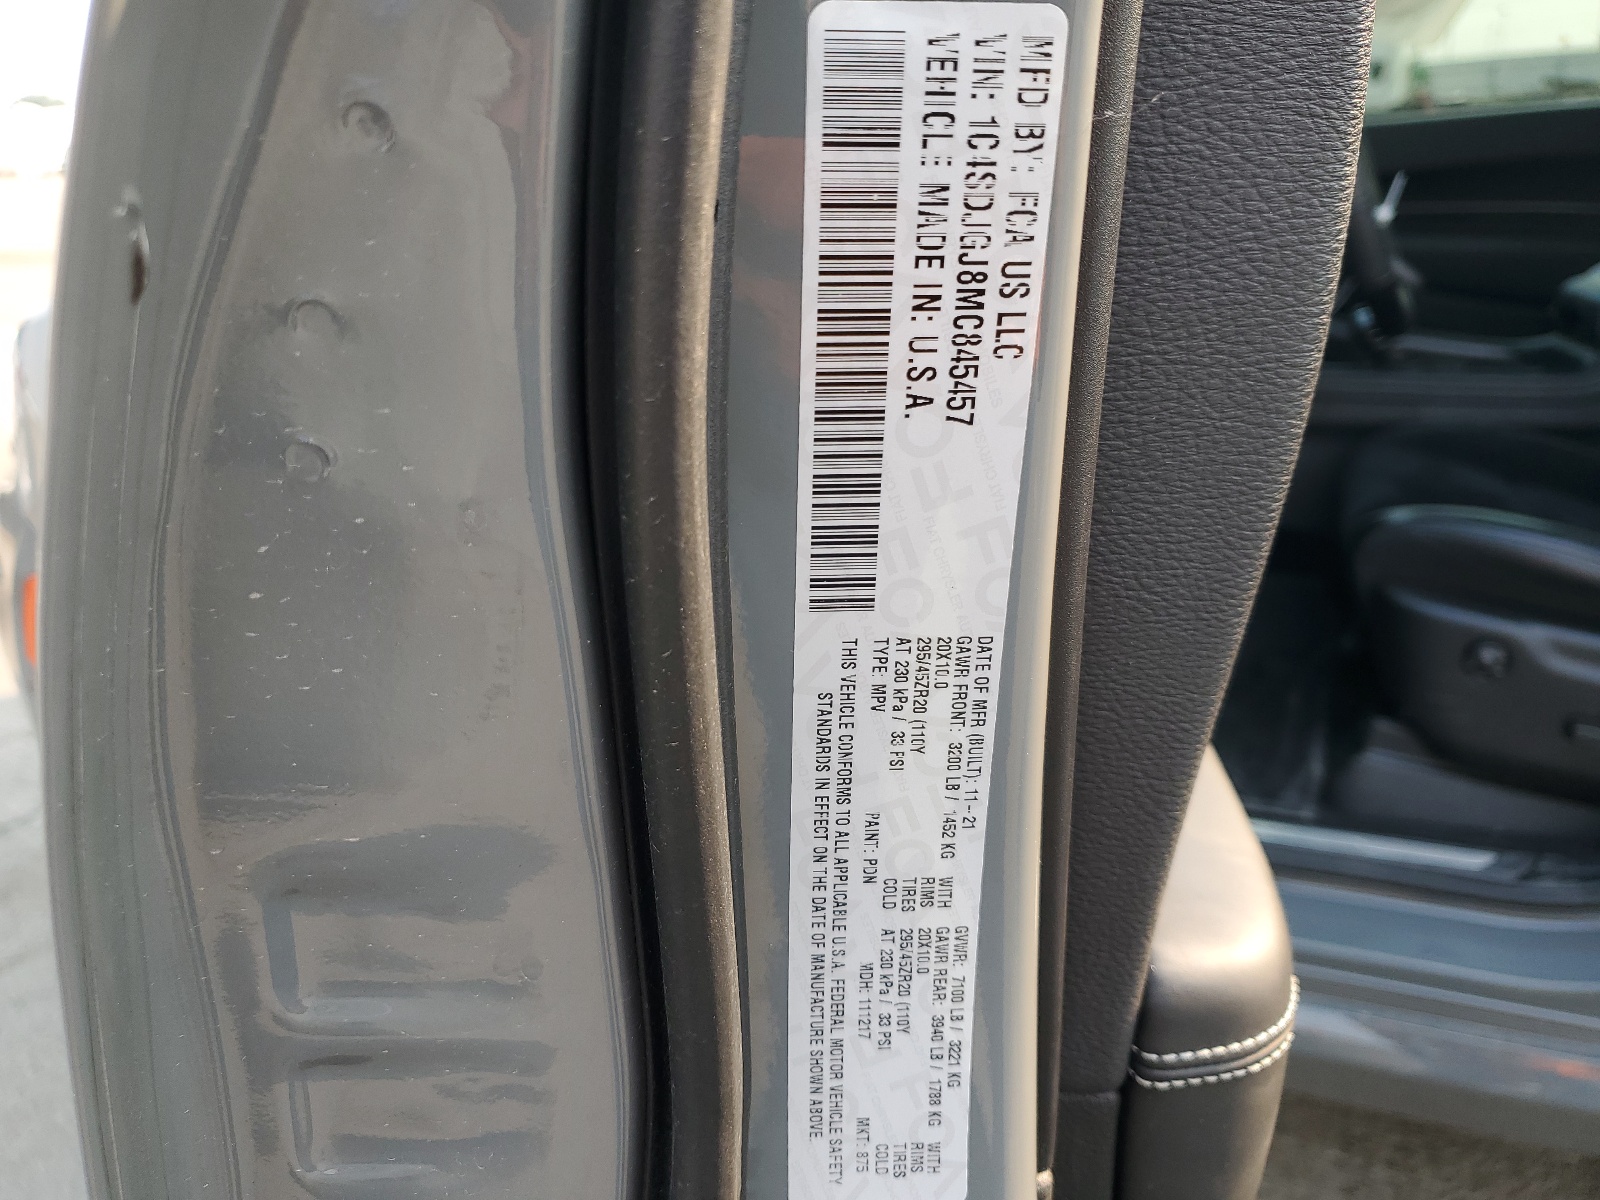 MFD BY: FCA US LLC
VIN: 1C4SDJGJ8MC845457
VEHICLE MADE IN: U.S.A.
DATE OF MFR (BUILT): 11--21 GVWR: 7100 LB / 3221 KG
GAWR FRONT: 3200 LB / 1452 KG WITH GAWR REAR: 3940 LB / 1788 KG WITH
20X10.0 RIMS 20X10.0 RIMS
295/45ZR20 (110Y TIRES 295/45ZR20 (110Y TIRES
AT 230 kPa / 33 PSI COLD AT 230 kPa / 33 PSI COLD
TYPE: MPV PAINT: PDN MDH: 111217 MKT: 875
THIS VEHICLE CONFORMS TO ALL APPLICABLE U.S.A. FEDERAL MOTOR VEHICLE SAFETY
STANDARDS IN EFFECT ON THE DATE OF MANUFACTURE SHOWN ABOVE.